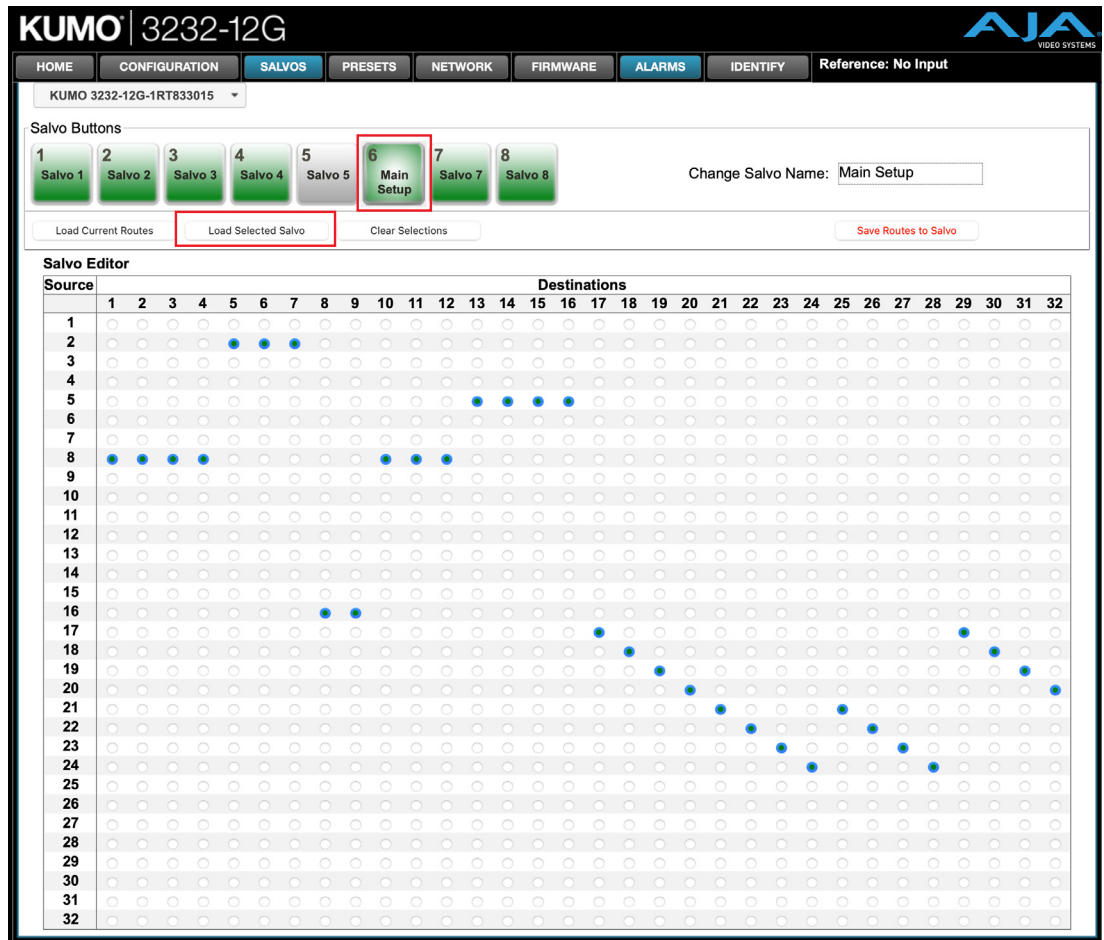 KUMO® 3232-12G
AJA
VIDEO SYSTEMS
HOME CONFIGURATION SALVOS PRESETS NETWORK FIRMWARE ALARMS IDENTIFY Reference: No Input
KUMO 3232-12G-1RT833015
Salvo Buttons
1 2 3 4 5 6 7 8
Salvo 1 Salvo 2 Salvo 3 Salvo 4 Salvo 5 Main Setup Salvo 7 Salvo 8
Change Salvo Name: Main Setup
Load Current Routes Load Selected Salvo Clear Selections Save Routes to Salvo
Salvo Editor
Source Destinations
1 2 3 4 5 6 7 8 9 10 11 12 13 14 15 16 17 18 19 20 21 22 23 24 25 26 27 28 29 30 31 32
1
2
3
4
5
6
7
8
9
10
11
12
13
14
15
16
17
18
19
20
21
22
23
24
25
26
27
28
29
30
31
32